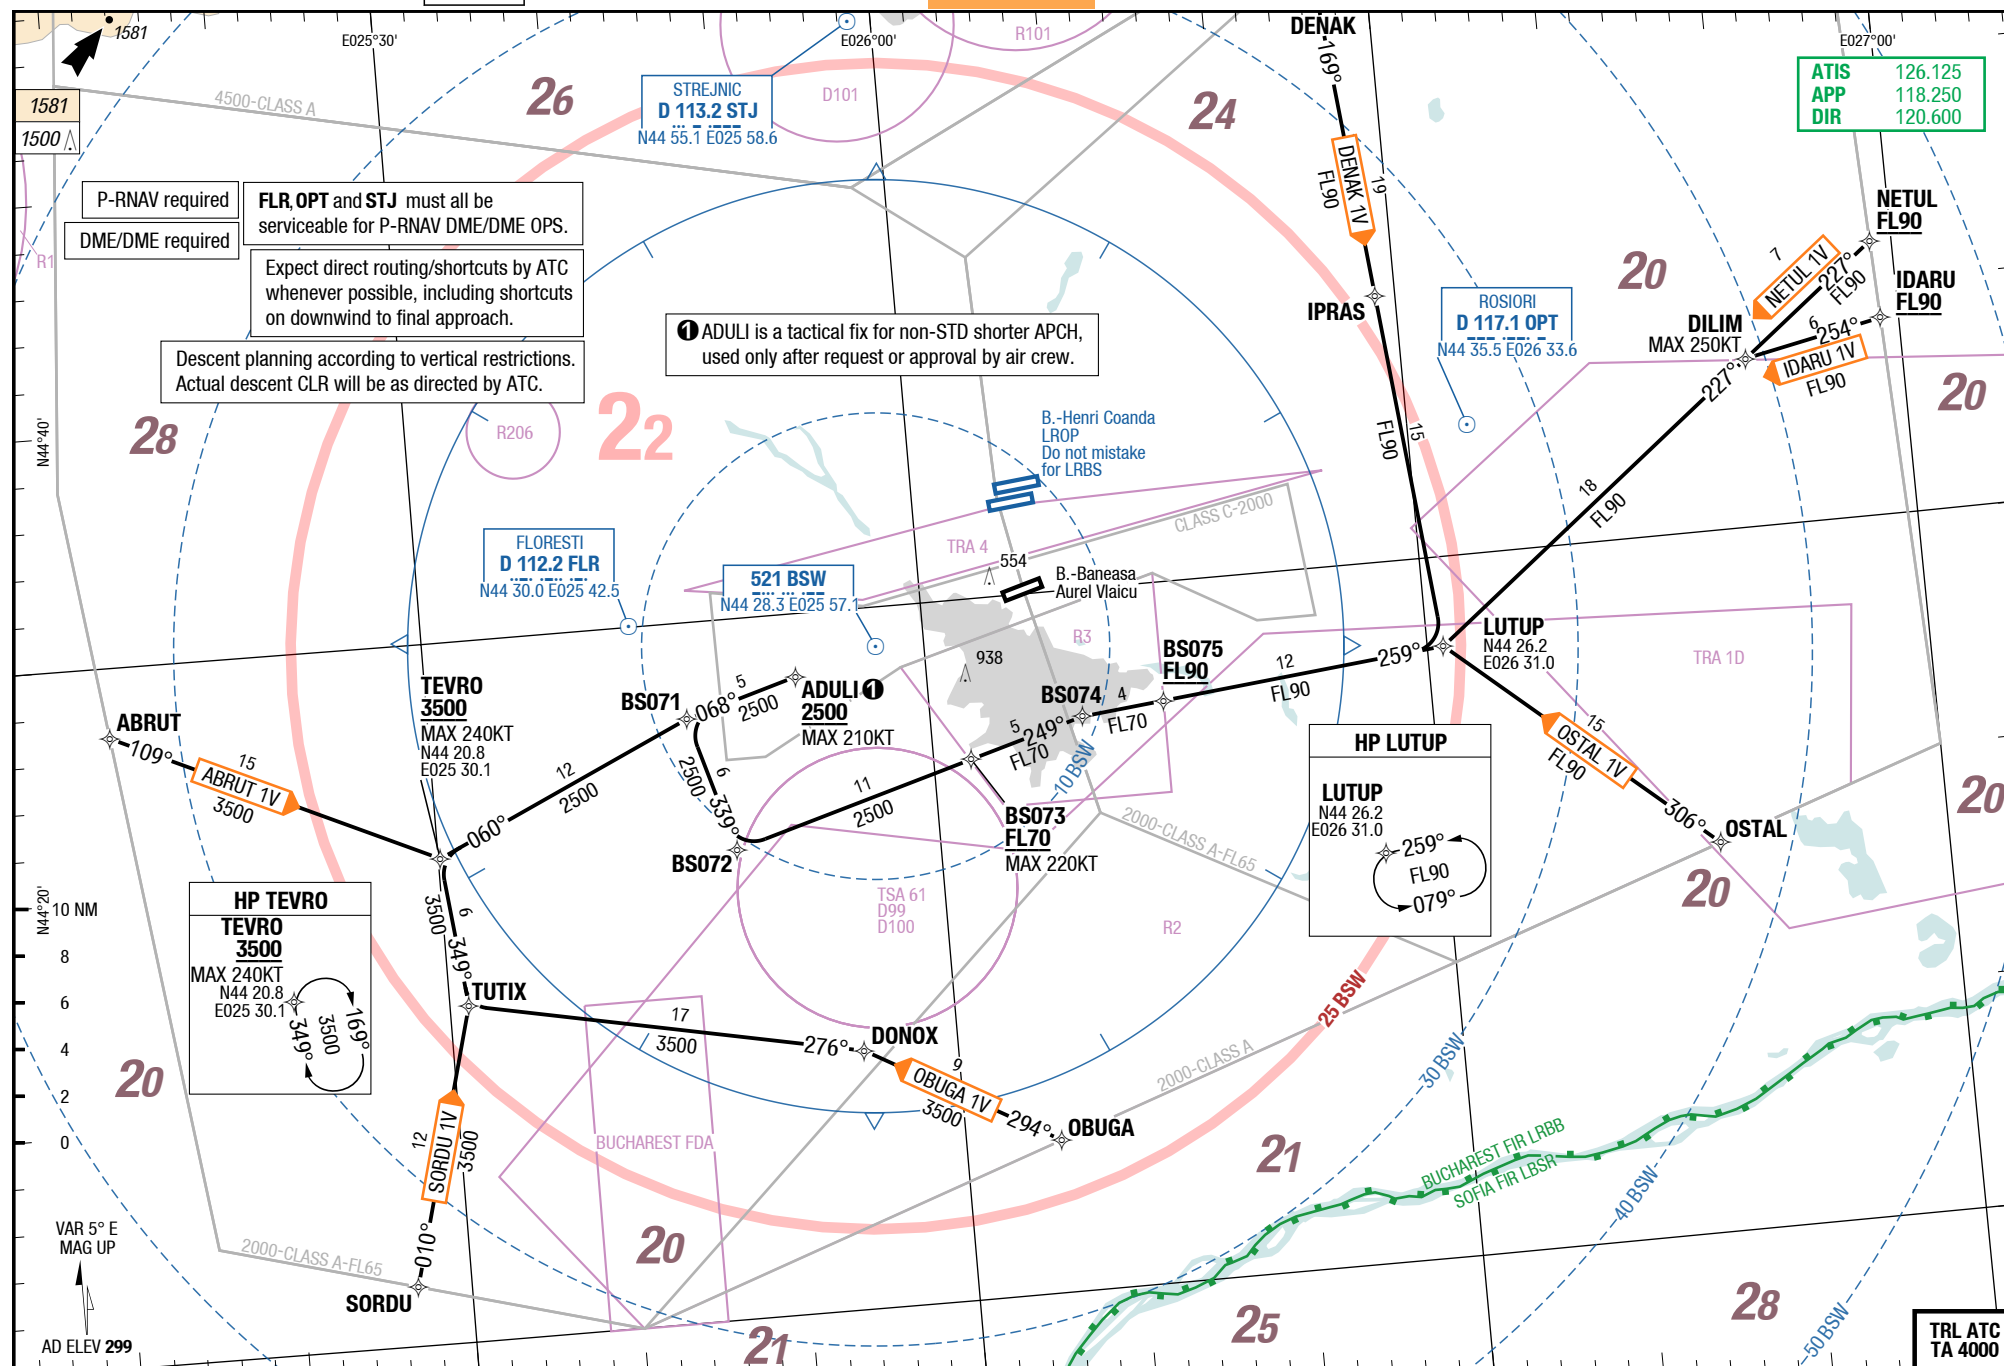 DENAK
E025°30'
E026°00'
E027°00'
1581
1581
1500
ATIS 126.125
APP 118.250
DIR 120.600
4500-CLASS A
26
STREJNIC
D 113.2 STJ
N44 55.1 E025 58.6
R101
D101
24
169°
DENAK 1V
FL90
19
P-RNAV required
DME/DME required
FLR, OPT and STJ must all be
serviceable for P-RNAV DME/DME OPS.
Expect direct routing/shortcuts by ATC
whenever possible, including shortcuts
on downwind to final approach.
Descent planning according to vertical restrictions.
Actual descent CLR will be as directed by ATC.
R1
NETUL
FL90
7
NETUL 1V
227°
FL90
IDARU
FL90
6
254°
IDARU 1V
FL90
20
DILIM
MAX 250KT
227°
IPRAS
ROSIORI
D 117.1 OPT
N44 35.5 E026 33.6
1 ADULI is a tactical fix for non-STD shorter APCH,
used only after request or approval by air crew.
20
28
N44°40'
R206
22
B.-Henri Coanda
LROP
Do not mistake
for LRBS
15
FL90
18
FL90
CLASS C-2000
TRA 4
554
FLORESTI
D 112.2 FLR
N44 30.0 E025 42.5
521 BSW
N44 28.3 E025 57.1
B.-Baneasa
Aurel Vlaicu
R3
938
BS075
FL90
12
FL90
259°
LUTUP
N44 26.2
E026 31.0
TRA 1D
TEVRO
3500
MAX 240KT
N44 20.8
E025 30.1
BS071
068°
5
2500
ADULI 1
2500
MAX 210KT
BS074
4
FL70
5
249°
FL70
10 BSW
ABRUT
109°
15
ABRUT 1V
3500
12
2500
060°
6
2500
339°
BS072
11
2500
BS073
FL70
MAX 220KT
2000-CLASS A-FL65
HP LUTUP
LUTUP
N44 26.2
E026 31.0
259°
FL90
079°
15
OSTAL 1V
FL90
306°
OSTAL
20
20
N44°20'
10 NM
8
6
4
2
0
HP TEVRO
TEVRO
3500
MAX 240KT
N44 20.8
E025 30.1
349°
3500
169°
6
3500
349°
TUTIX
TSA 61
D99
D100
R2
17
3500
276°
DONOX
9
OBUGA 1V
3500
294°
OBUGA
2000-CLASS A
25 BSW
30 BSW
40 BSW
50 BSW
20
12
SORDU 1V
3500
010°
SORDU
BUCHAREST FDA
21
BUCHAREST FIR LRBB
SOFIA FIR LBSR
VAR 5° E
MAG UP
2000-CLASS A-FL65
20
21
25
28
AD ELEV 299
TRL ATC
TA 4000